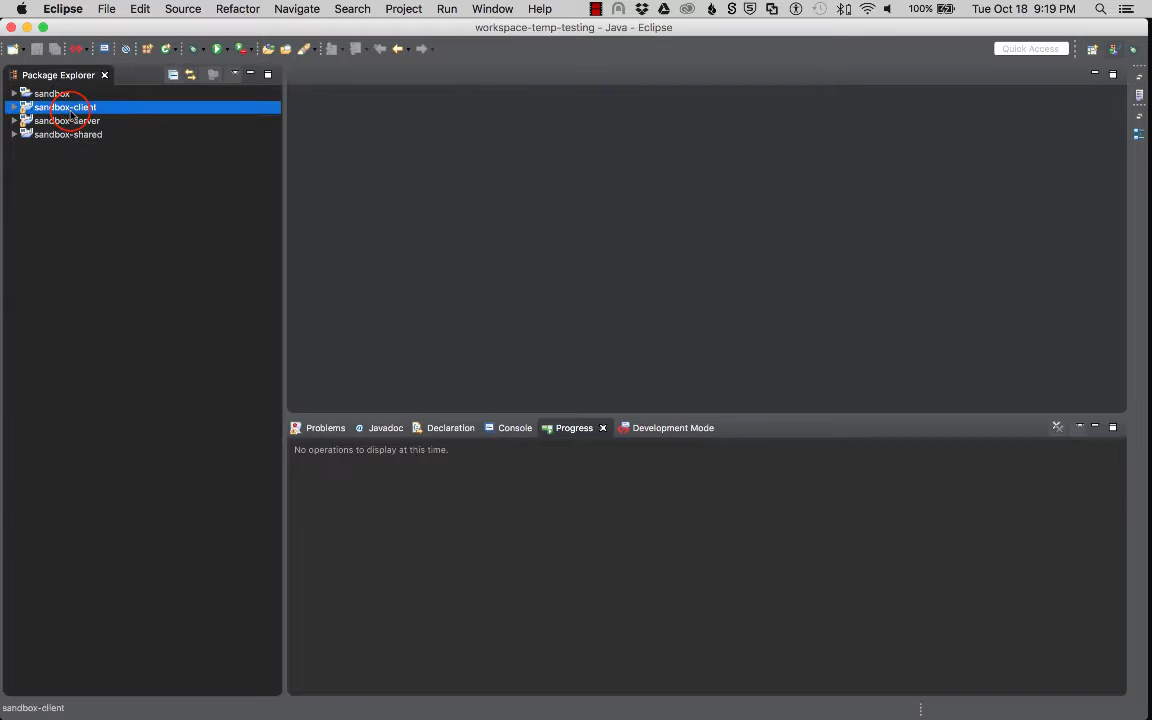 Eclipse File Edit Source Refactor Navigate Search Project Run Window Help 100% Tue Oct 18 9:19 PM
workspace-temp-testing - Java - Eclipse
Quick Access
Package Explorer
sandbox
sandbox-client
sandbox-server
sandbox-shared
Problems Javadoc Declaration Console Progress Development Mode
No operations to display at this time.
sandbox-client